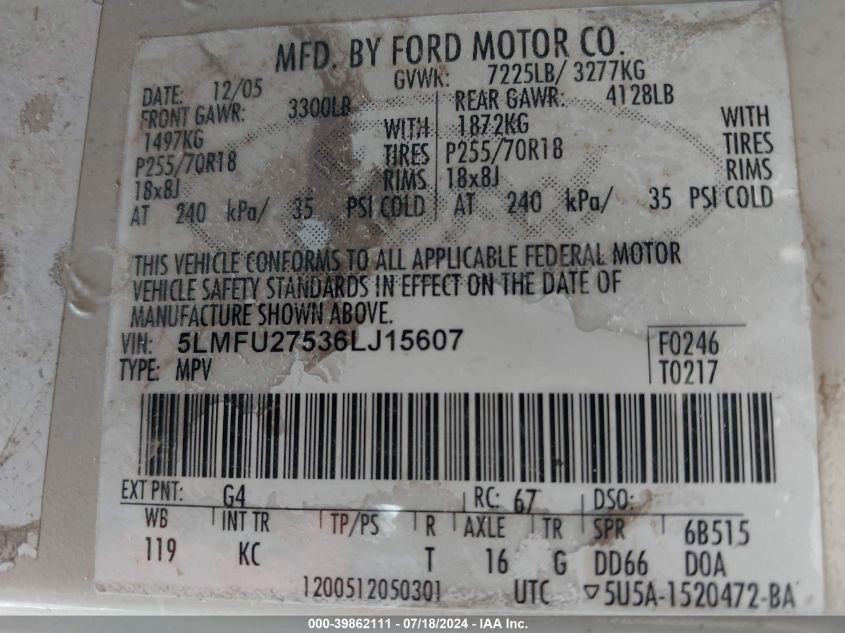 MFD. BY FORD MOTOR CO.
DATE: 12/05 GVWR: 7225LB/ 3277KG
FRONT GAWR: 3300LB REAR GAWR: 4128LB
1497KG WITH 1872KG WITH
P255/70R18 TIRES P255/70R18 TIRES
18x8J RIMS 18x8J RIMS
AT 240 kPa/ 35 PSI COLD AT 240 kPa/ 35 PSI COLD
THIS VEHICLE CONFORMS TO ALL APPLICABLE FEDERAL MOTOR
VEHICLE SAFETY STANDARDS IN EFFECT ON THE DATE OF
MANUFACTURE SHOWN ABOVE.
VIN: 5LMFU27536LJ15607 F0246
TYPE: MPV T0217
EXT PNT: G4 RC: 67 DSO:
WB INT TR TP/PS R AXLE TR SPR 6B515
119 KC T 16 G DD66 DOA
1200512050301 UTC ▽5U5A-1520472-BA
000-39862111 - 07/18/2024 - IAA Inc.